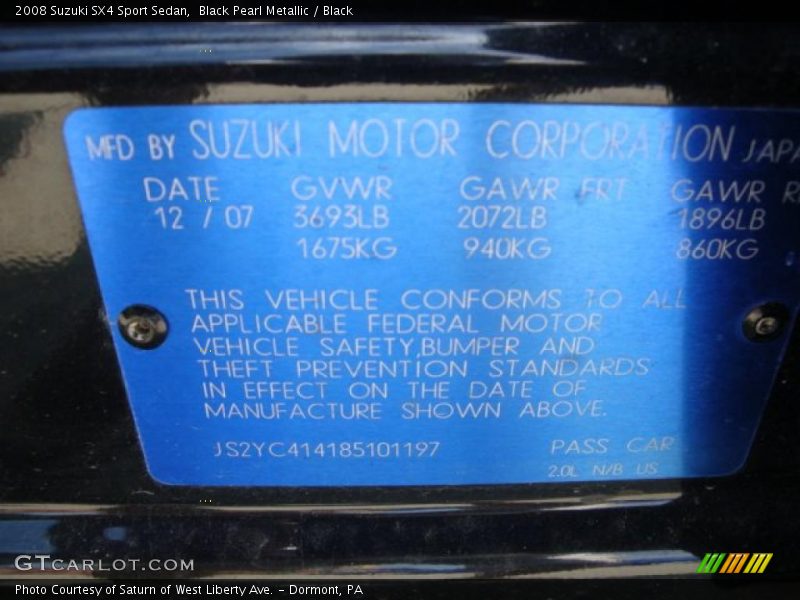 2008 Suzuki SX4 Sport Sedan,  Black Pearl Metallic / Black
MFD BY SUZUKI MOTOR CORPORATION
DATE GVWR GAWR FRT GAWR
12 / 07 3693LB 2072LB 1896LB
1675KG 940KG 860KG
THIS VEHICLE CONFORMS TO ALL
APPLICABLE FEDERAL MOTOR
VEHICLE SAFETY,BUMPER AND
THEFT PREVENTION STANDARDS
IN EFFECT ON THE DATE OF
MANUFACTURE SHOWN ABOVE.
JS2YC414185101197 PASS CAR
2.0L N/B US
GTCARLOT.COM
Photo Courtesy of Saturn of West Liberty Ave. – Dormont, PA